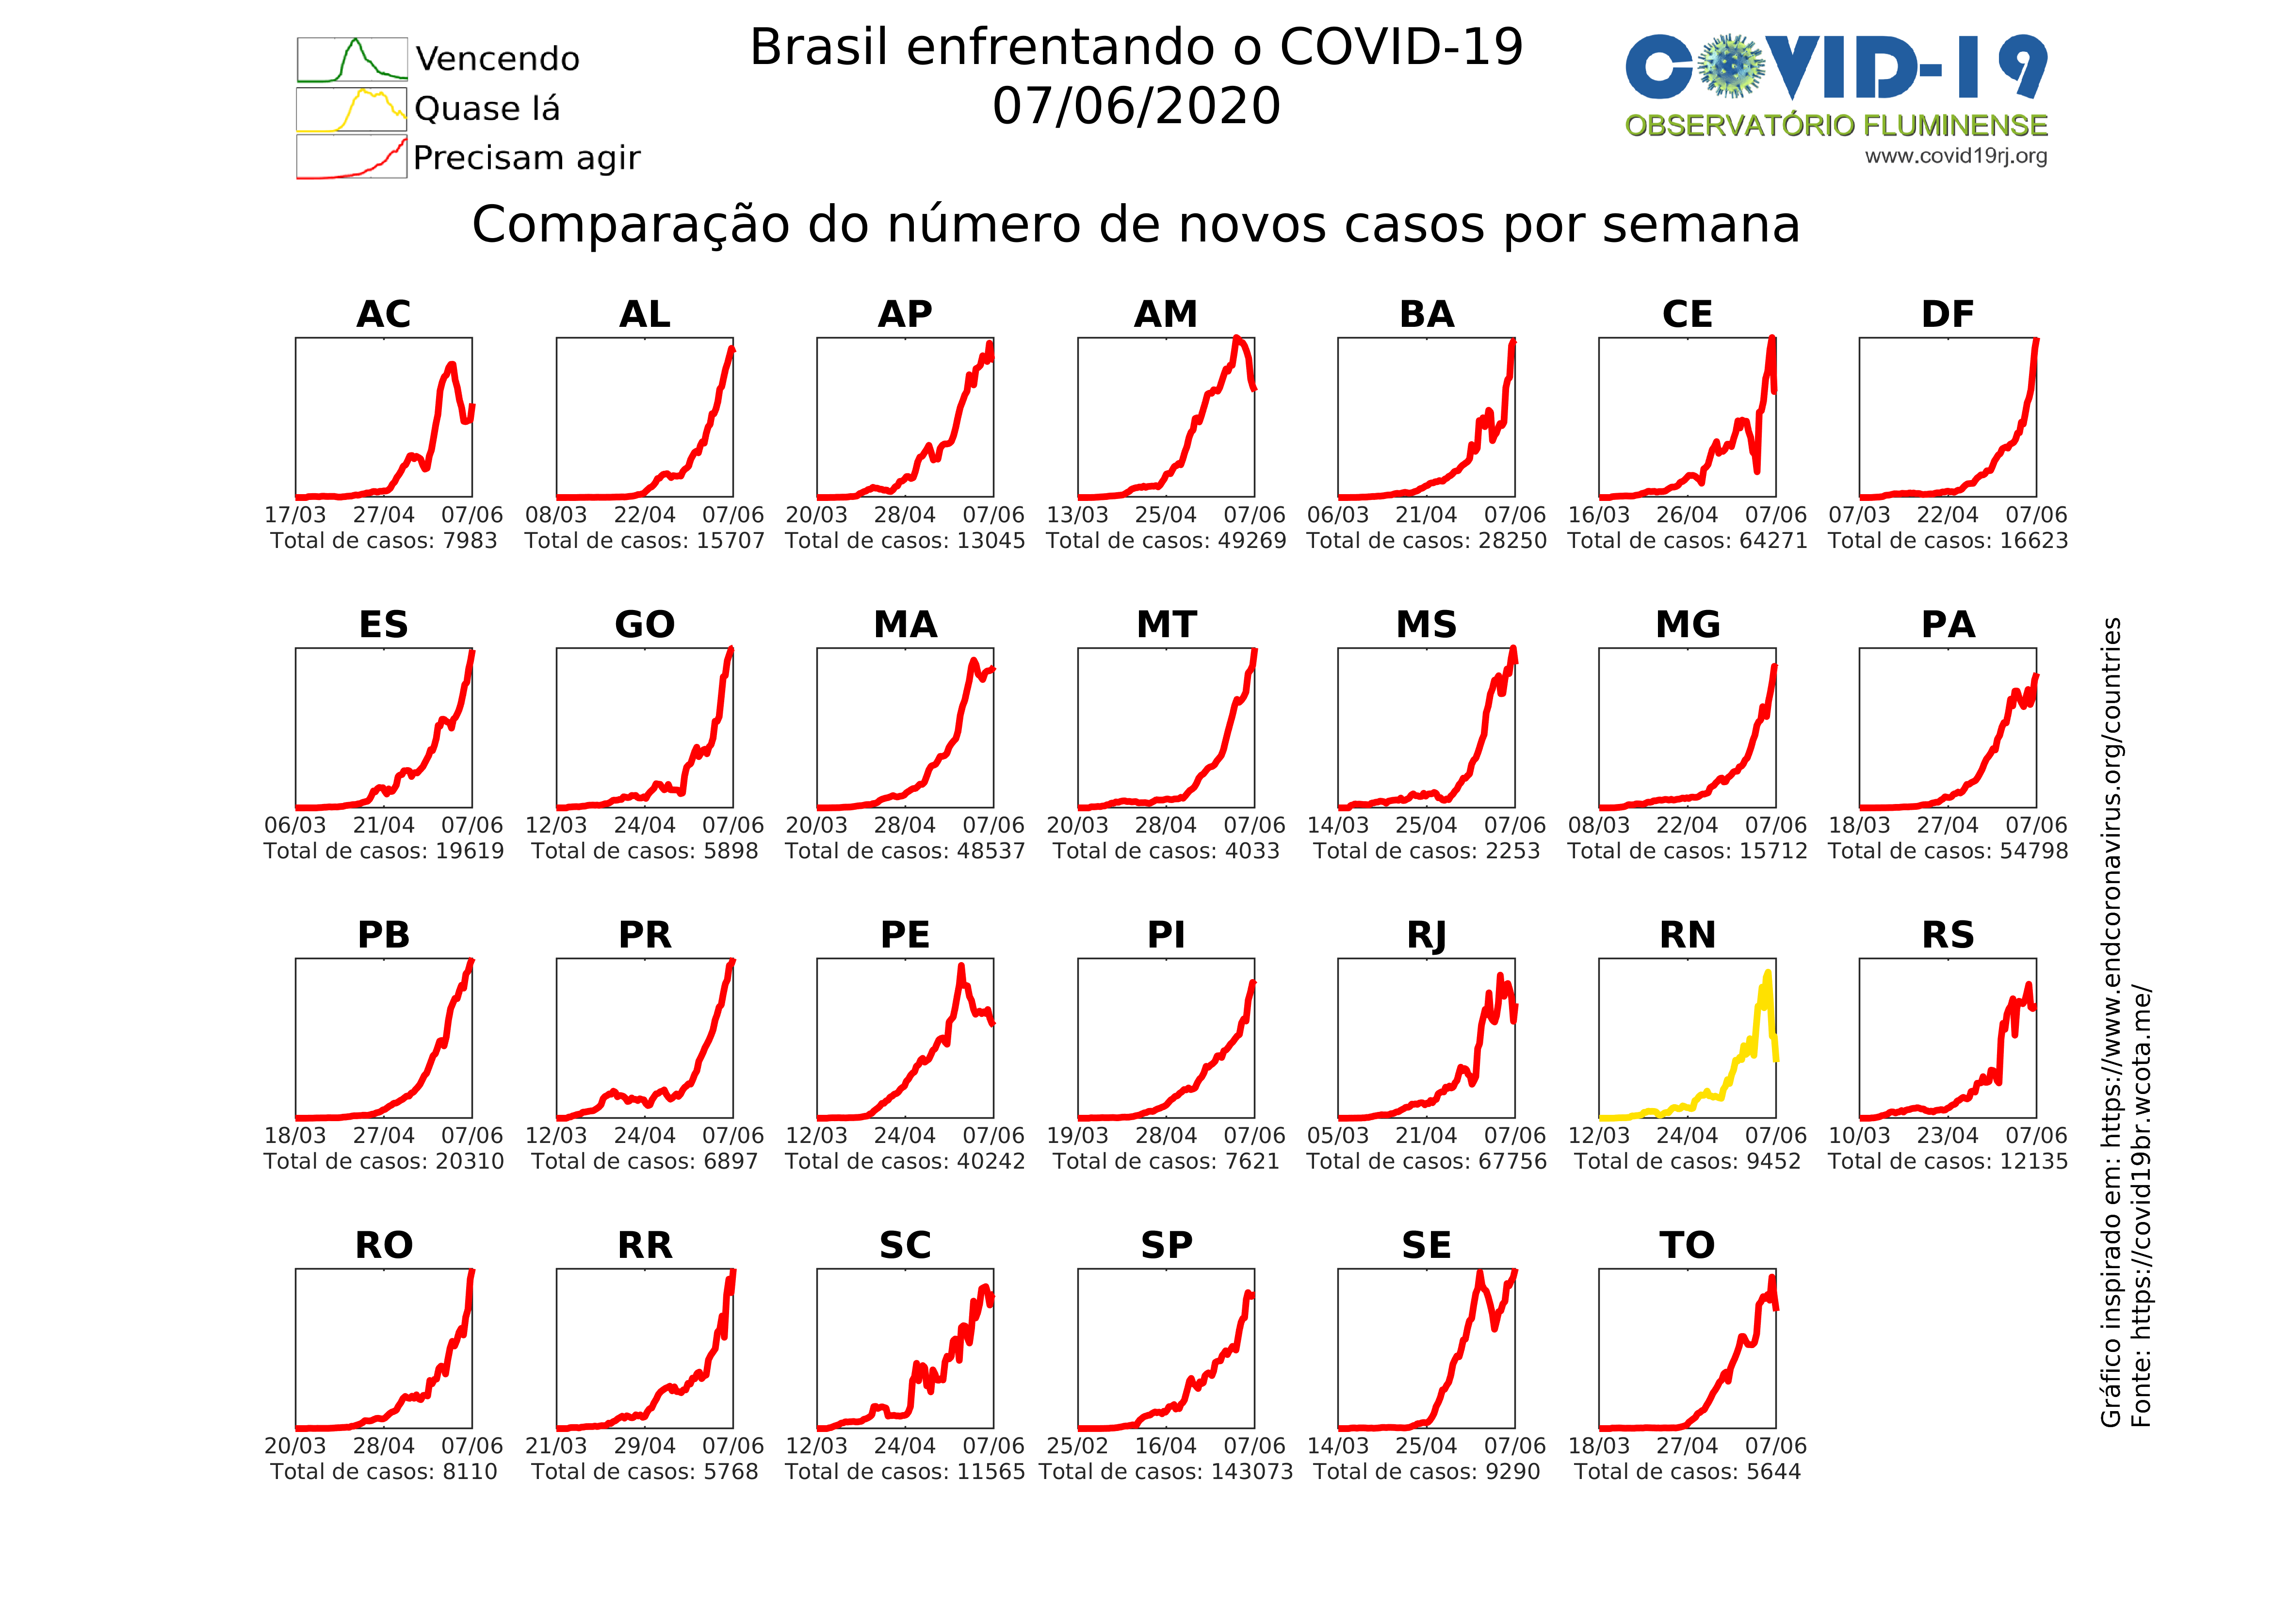 Vencendo
Quase lá
Precisam agir
Brasil enfrentando o COVID-19
07/06/2020
COVID-19
OBSERVATÓRIO FLUMINENSE
www.covid19rj.org
Comparação do número de novos casos por semana
AC AL AP AM BA CE DF
17/03 27/04 07/06 08/03 22/04 07/06 20/03 28/04 07/06 13/03 25/04 07/06 06/03 21/04 07/06 16/03 26/04 07/06 07/03 22/04 07/06
Total de casos: 7983 Total de casos: 15707 Total de casos: 13045 Total de casos: 49269 Total de casos: 28250 Total de casos: 64271 Total de casos: 16623
ES GO MA MT MS MG PA
06/03 21/04 07/06 12/03 24/04 07/06 20/03 28/04 07/06 20/03 28/04 07/06 14/03 25/04 07/06 08/03 22/04 07/06 18/03 27/04 07/06
Total de casos: 19619 Total de casos: 5898 Total de casos: 48537 Total de casos: 4033 Total de casos: 2253 Total de casos: 15712 Total de casos: 54798
PB PR PE PI RJ RN RS
18/03 27/04 07/06 12/03 24/04 07/06 12/03 24/04 07/06 19/03 28/04 07/06 05/03 21/04 07/06 12/03 24/04 07/06 10/03 23/04 07/06
Total de casos: 20310 Total de casos: 6897 Total de casos: 40242 Total de casos: 7621 Total de casos: 67756 Total de casos: 9452 Total de casos: 12135
RO RR SC SP SE TO
20/03 28/04 07/06 21/03 29/04 07/06 12/03 24/04 07/06 25/02 16/04 07/06 14/03 25/04 07/06 18/03 27/04 07/06
Total de casos: 8110 Total de casos: 5768 Total de casos: 11565 Total de casos: 143073 Total de casos: 9290 Total de casos: 5644
Gráfico inspirado em: https://www.endcoronavirus.org/countries
Fonte: https://covid19br.wcota.me/